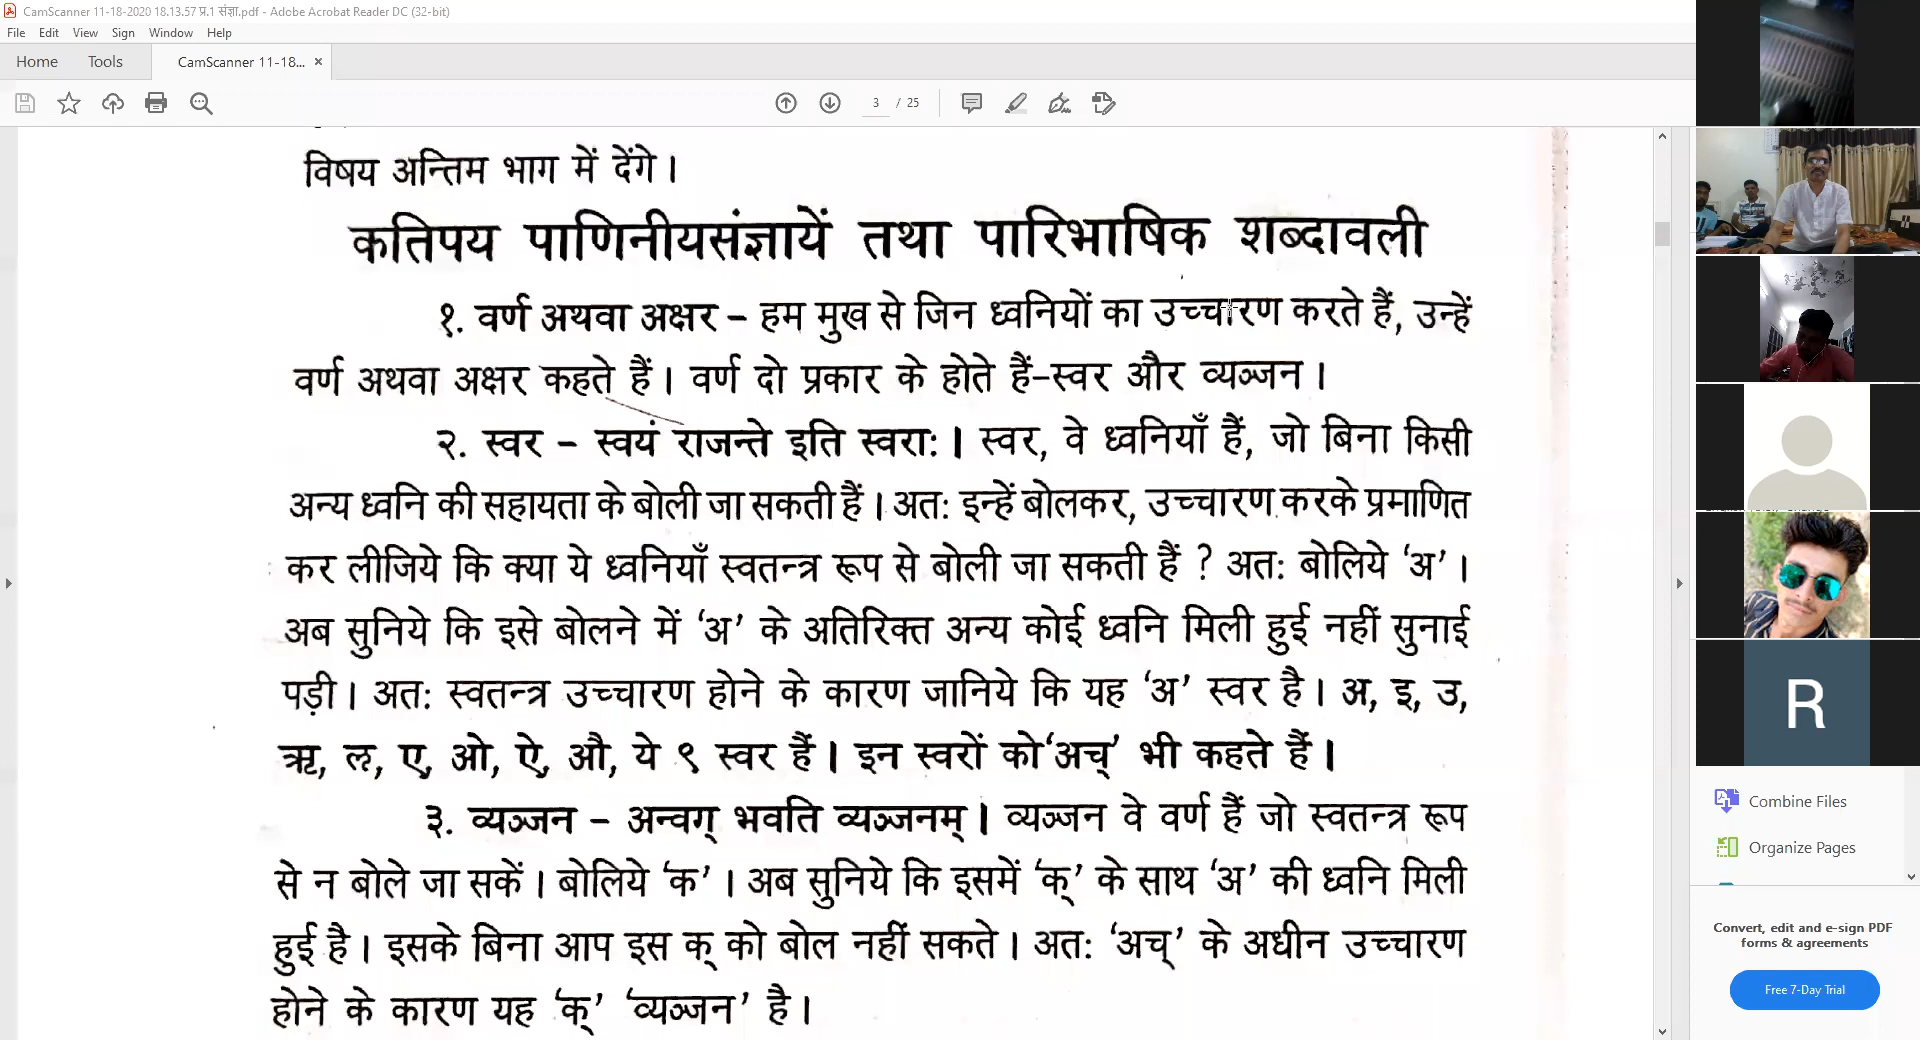 CamScanner 11-18-2020 18.13.57 प्र.1 संज्ञा.pdf - Adobe Acrobat Reader DC (32-bit)
File Edit View Sign Window Help
Home Tools CamScanner 11-18... ×
3 / 25
विषय अन्तिम भाग में देंगे।
कतिपय पाणिनीयसंज्ञायें तथा पारिभाषिक शब्दावली
१. वर्ण अथवा अक्षर – हम मुख से जिन ध्वनियों का उच्चारण करते हैं, उन्हें
वर्ण अथवा अक्षर कहते हैं। वर्ण दो प्रकार के होते हैं–स्वर और व्यञ्जन।
२. स्वर – स्वयं राजन्ते इति स्वराः। स्वर, वे ध्वनियाँ हैं, जो बिना किसी
अन्य ध्वनि की सहायता के बोली जा सकती हैं। अतः इन्हें बोलकर, उच्चारण करके प्रमाणित
कर लीजिये कि क्या ये ध्वनियाँ स्वतन्त्र रूप से बोली जा सकती हैं ? अतः बोलिये ‘अ’।
अब सुनिये कि इसे बोलने में ‘अ’ के अतिरिक्त अन्य कोई ध्वनि मिली हुई नहीं सुनाई
पड़ी। अतः स्वतन्त्र उच्चारण होने के कारण जानिये कि यह ‘अ’ स्वर है। अ, इ, उ,
ऋ, ऌ, ए, ओ, ऐ, औ, ये ९ स्वर हैं। इन स्वरों को ‘अच्’ भी कहते हैं।
३. व्यञ्जन – अन्वग् भवति व्यञ्जनम्। व्यञ्जन वे वर्ण हैं जो स्वतन्त्र रूप
से न बोले जा सकें। बोलिये ‘क’। अब सुनिये कि इसमें ‘क्’ के साथ ‘अ’ की ध्वनि मिली
हुई है। इसके बिना आप इस क् को बोल नहीं सकते। अतः ‘अच्’ के अधीन उच्चारण
होने के कारण यह ‘क्’ ‘व्यञ्जन’ है।
R
Combine Files
Organize Pages
Convert, edit and e-sign PDF
forms & agreements
Free 7-Day Trial